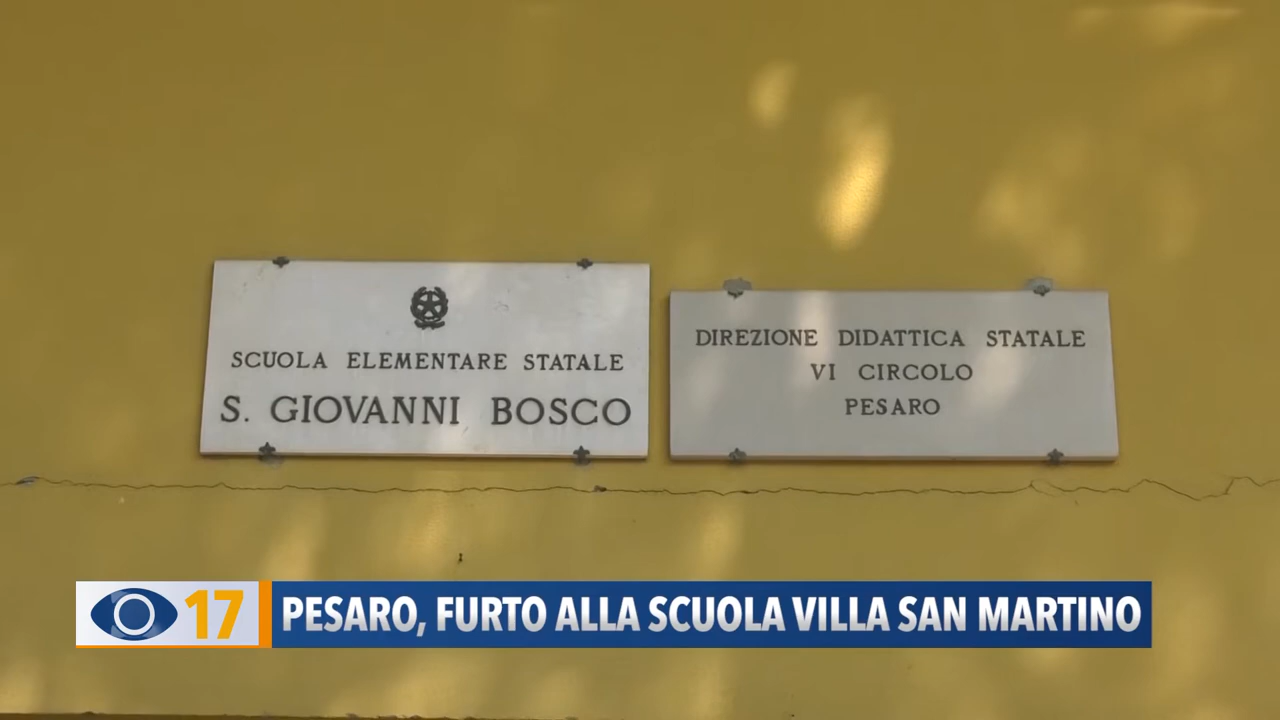 SCUOLA ELEMENTARE STATALE
S. GIOVANNI BOSCO
DIREZIONE DIDATTICA STATALE
VI CIRCOLO
PESARO
17
PESARO, FURTO ALLA SCUOLA VILLA SAN MARTINO